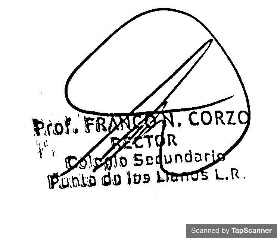 Prof. FRANCO N. CORZO
RECTOR
Colegio Secundario
Punta de los Llanos L.R.
Scanned by TapScanner